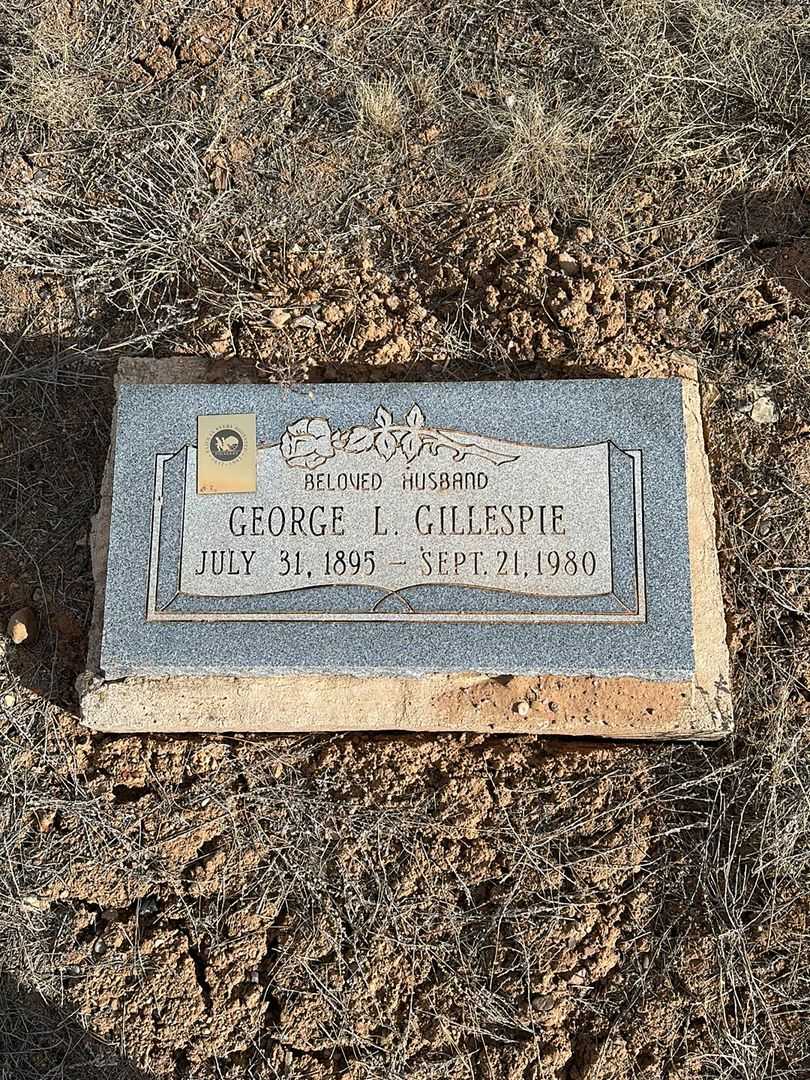 BELOVED HUSBAND
GEORGE L. GILLESPIE
JULY 31, 1895 – SEPT. 21, 1980